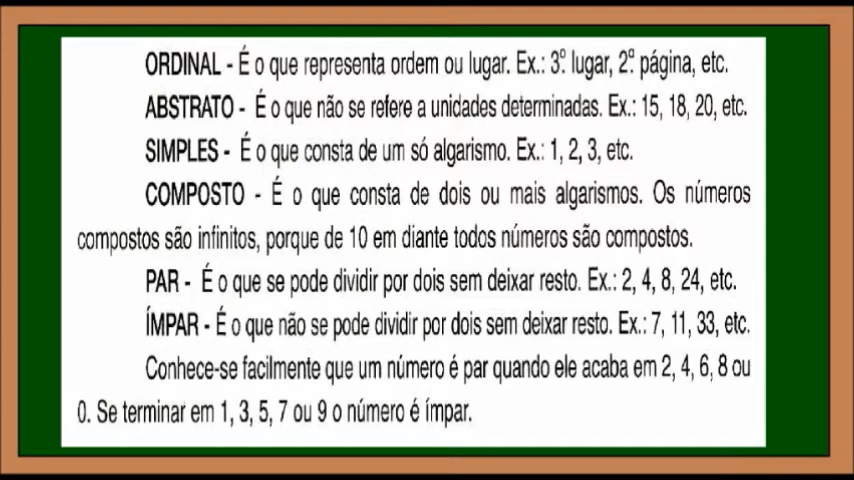 ORDINAL - É o que representa ordem ou lugar. Ex.: 3º lugar, 2º página, etc.
ABSTRATO - É o que não se refere a unidades determinadas. Ex.: 15, 18, 20, etc.
SIMPLES - É o que consta de um só algarismo. Ex.: 1, 2, 3, etc.
COMPOSTO - É o que consta de dois ou mais algarismos. Os números
compostos são infinitos, porque de 10 em diante todos números são compostos.
PAR - É o que se pode dividir por dois sem deixar resto. Ex.: 2, 4, 8, 24, etc.
ÍMPAR - É o que não se pode dividir por dois sem deixar resto. Ex.: 7, 11, 33, etc.
Conhece-se facilmente que um número é par quando ele acaba em 2, 4, 6, 8 ou
0. Se terminar em 1, 3, 5, 7 ou 9 o número é ímpar.